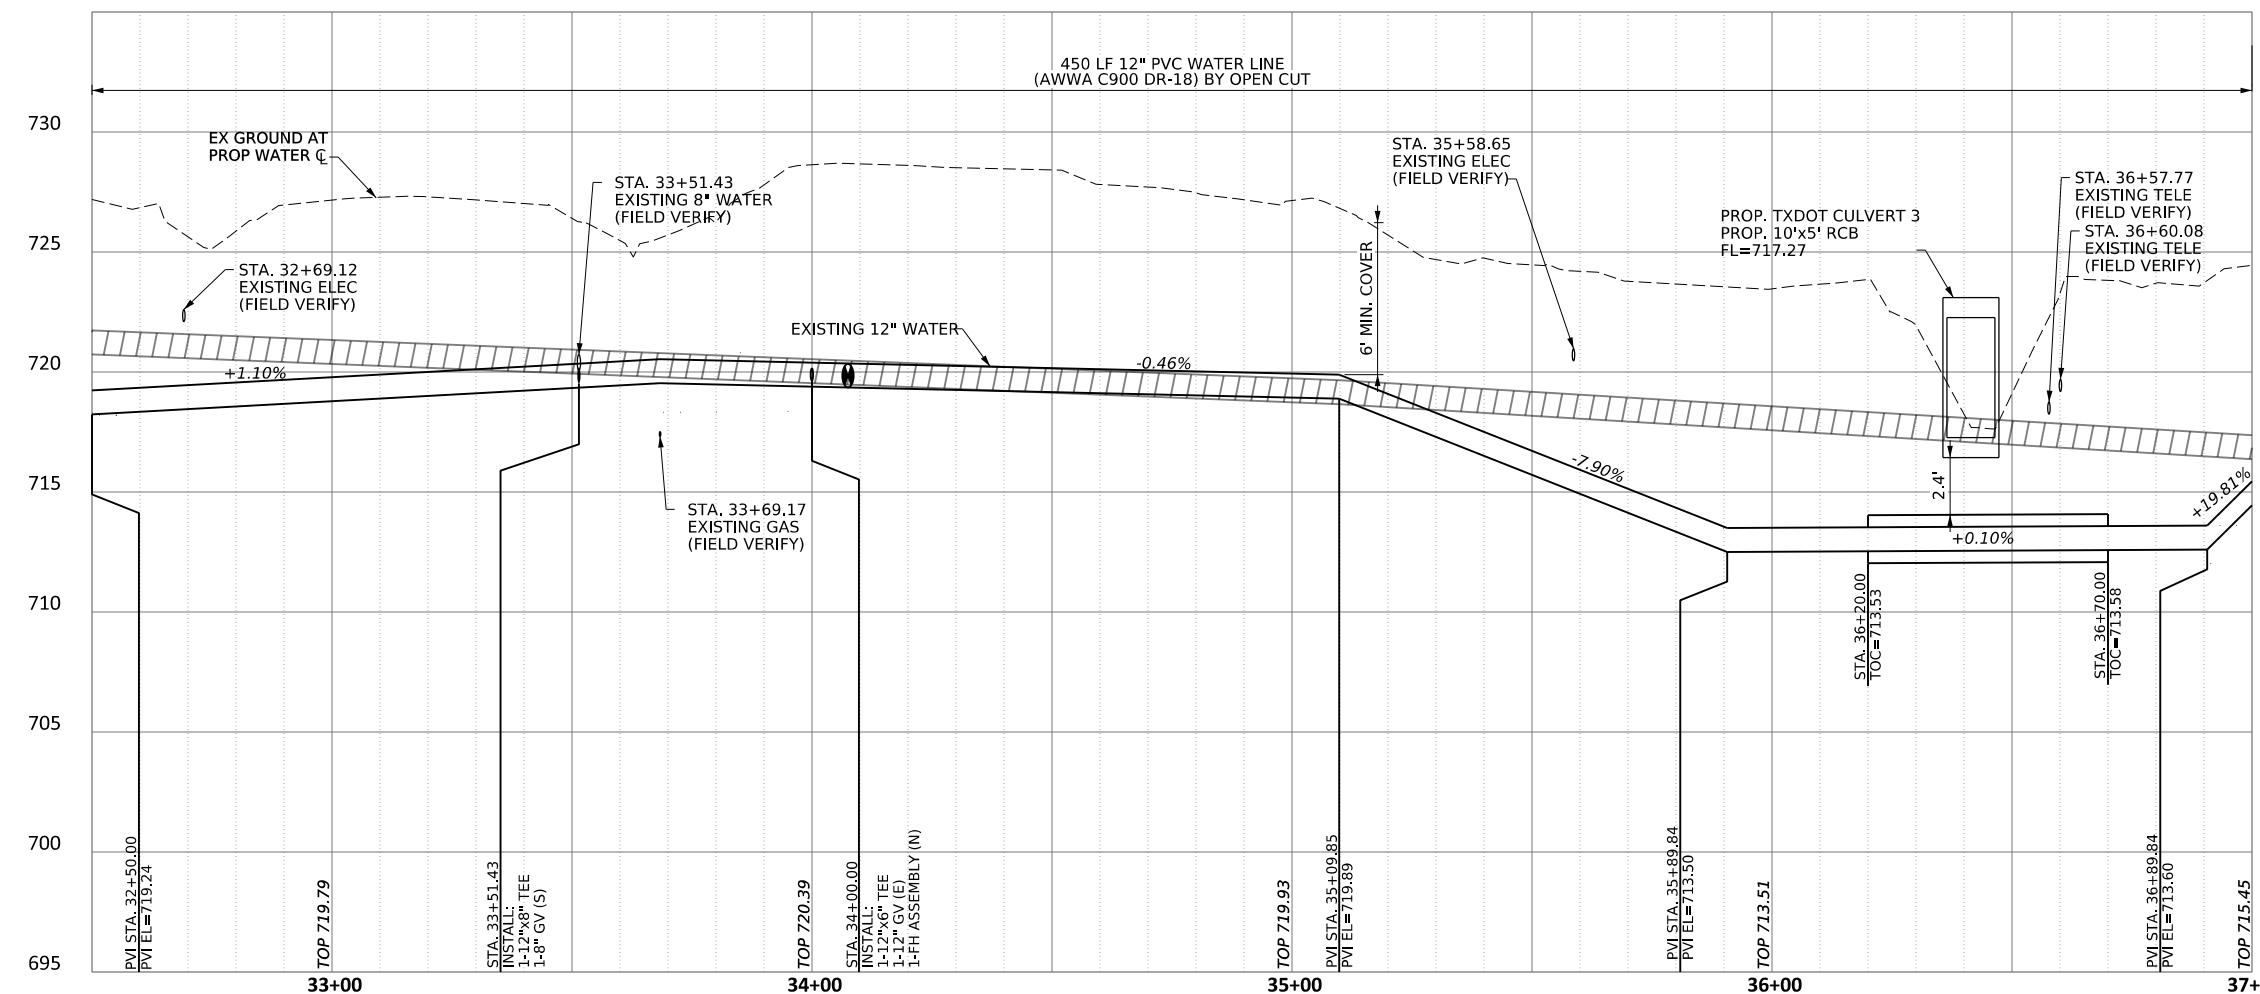 450 LF 12" PVC WATER LINE
(AWWA C900 DR-18) BY OPEN CUT
730
725
720
715
710
705
700
695
EX GROUND AT
PROP WATER ℄
STA. 33+51.43
EXISTING 8" WATER
(FIELD VERIFY)
STA. 32+69.12
EXISTING ELEC
(FIELD VERIFY)
STA. 35+58.65
EXISTING ELEC
(FIELD VERIFY)
STA. 36+57.77
EXISTING TELE
(FIELD VERIFY)
STA. 36+60.08
EXISTING TELE
(FIELD VERIFY)
PROP. TXDOT CULVERT 3
PROP. 10'x5' RCB
FL=717.27
6' MIN. COVER
EXISTING 12" WATER
+1.10%
-0.46%
-7.90%
+0.10%
+19.81%
2.4'
STA. 33+69.17
EXISTING GAS
(FIELD VERIFY)
STA. 36+20.00
TOC=713.53
STA. 36+70.00
TOC=713.58
PVI STA. 32+50.00
PVI EL=719.24
TOP 719.79
STA. 33+51.43
INSTALL:
1-12"x8" TEE
1-8" GV (S)
TOP 720.39
STA. 34+00.00
INSTALL:
1-12"x6" TEE
1-12" GV (E)
1-FH ASSEMBLY (N)
TOP 719.93
PVI STA. 35+09.85
PVI EL=719.89
PVI STA. 35+89.84
PVI EL=713.50
TOP 713.51
PVI STA. 36+89.84
PVI EL=713.60
TOP 715.45
33+00
34+00
35+00
36+00
37+